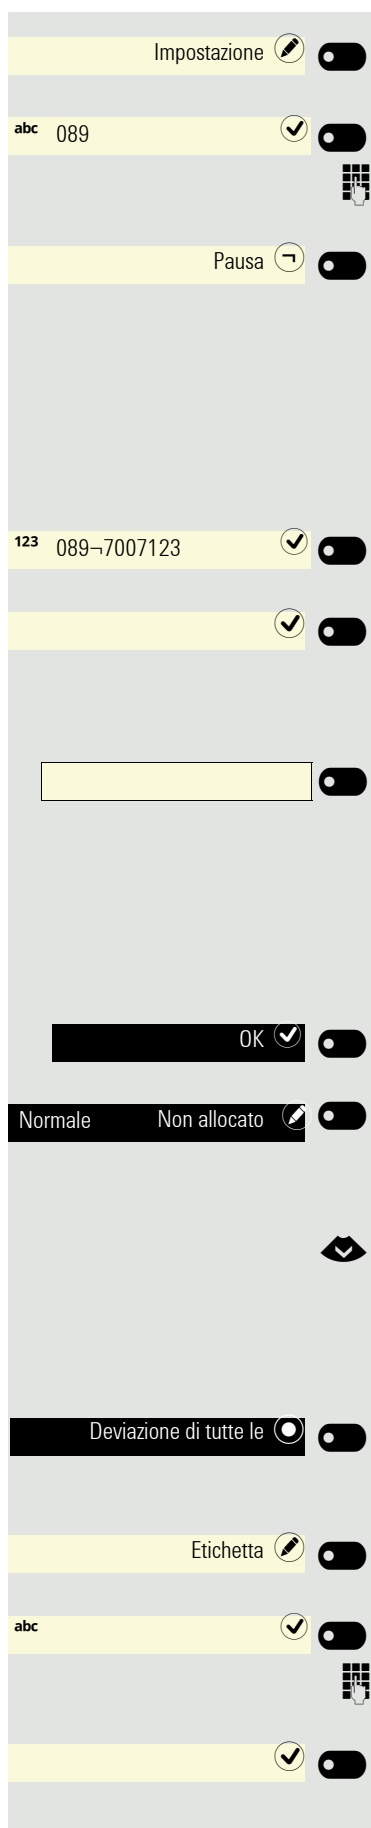 Impostazione
abc 089
Pausa
123 089¬7007123
OK
Normale Non allocato
Deviazione di tutte le
Etichetta
abc